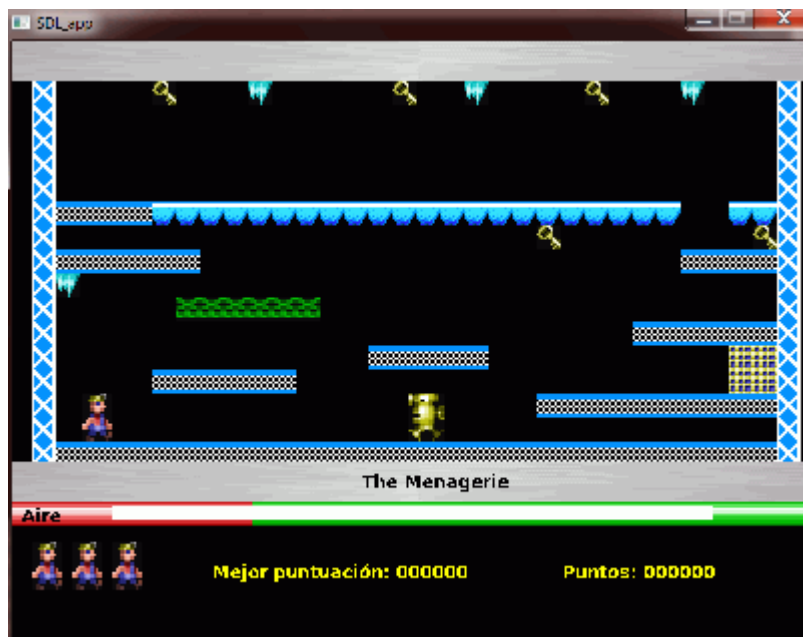 SDL_app
The Menagerie
Aire
Mejor puntuación: 000000 Puntos: 000000